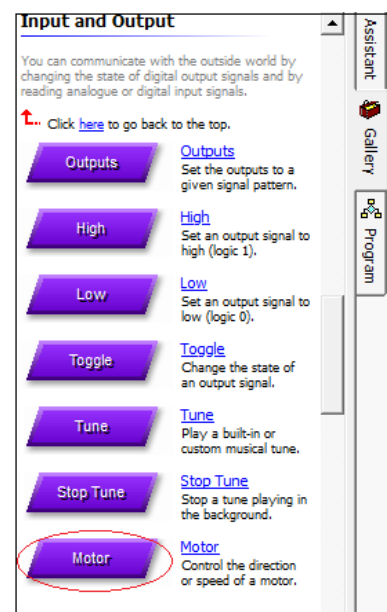 Input and Output
You can communicate with the outside world by
changing the state of digital output signals and by
reading analogue or digital input signals.
Click here to go back to the top.
Outputs
Outputs
Set the outputs to a
given signal pattern.
High
High
Set an output signal to
high (logic 1).
Low
Low
Set an output signal to
low (logic 0).
Toggle
Toggle
Change the state of
an output signal.
Tune
Tune
Play a built-in or
custom musical tune.
Stop Tune
Stop Tune
Stop a tune playing in
the background.
Motor
Motor
Control the direction
or speed of a motor.
Assistant
Gallery
Program